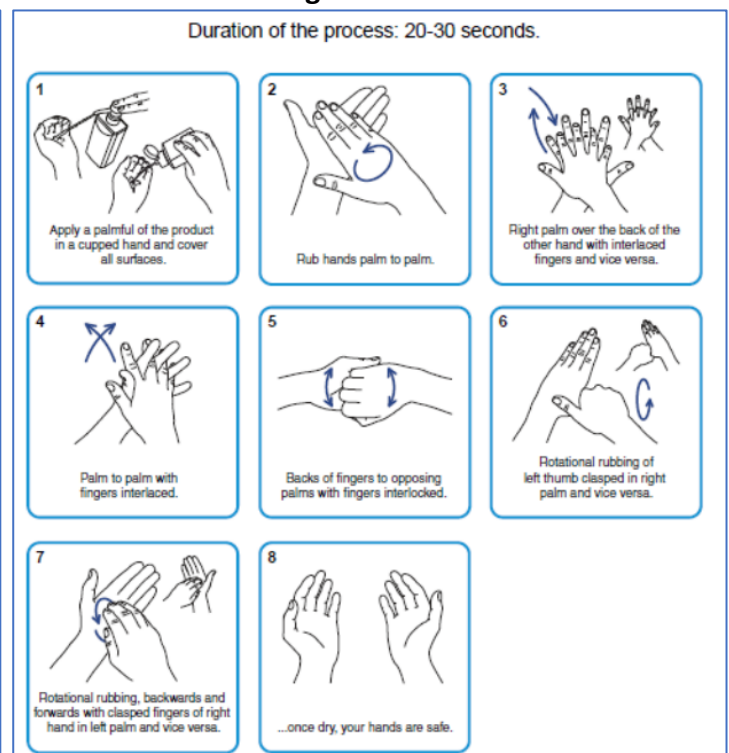 Duration of the process: 20-30 seconds.
1
Apply a palmful of the product
in a cupped hand and cover
all surfaces.
2
Rub hands palm to palm.
3
Right palm over the back of the
other hand with interlaced
fingers and vice versa.
4
Palm to palm with
fingers interlaced.
5
Backs of fingers to opposing
palms with fingers interlocked.
6
Rotational rubbing of
left thumb clasped in right
palm and vice versa.
7
Rotational rubbing, backwards and
forwards with clasped fingers of right
hand in left palm and vice versa.
8
...once dry, your hands are safe.